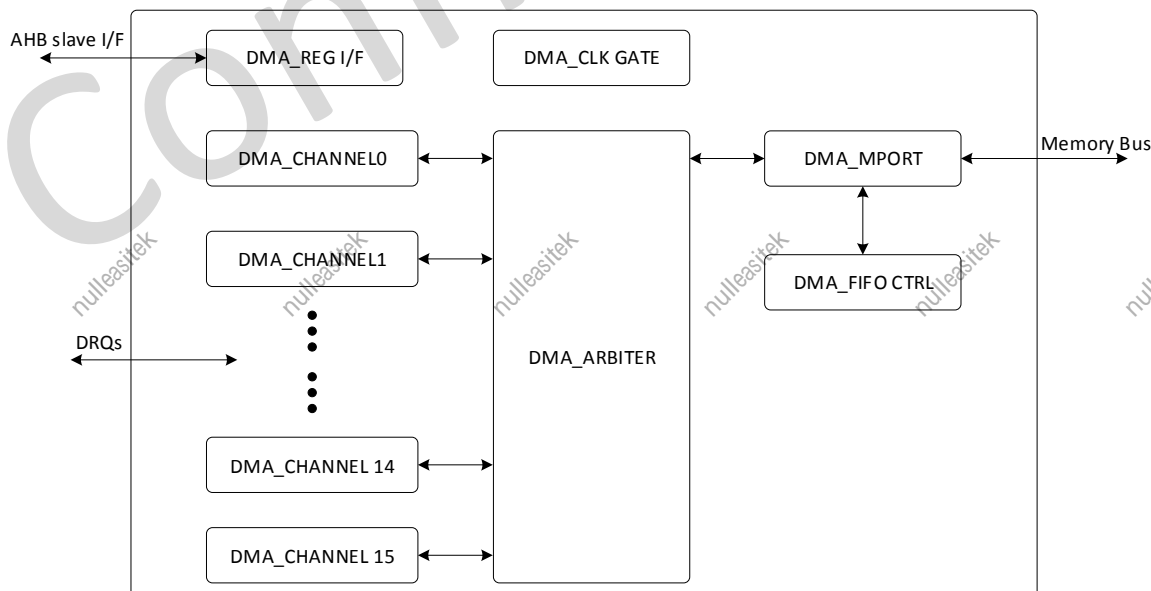 AHB slave I/F
DMA_REG I/F
DMA_CLK GATE
DMA_CHANNEL0
DMA_MPORT
Memory Bus
DMA_CHANNEL1
DMA_FIFO CTRL
DRQs
DMA_ARBITER
DMA_CHANNEL 14
DMA_CHANNEL 15
nulleasitek
nulleasitek
nulleasitek
nulleasitek
nulleasitek